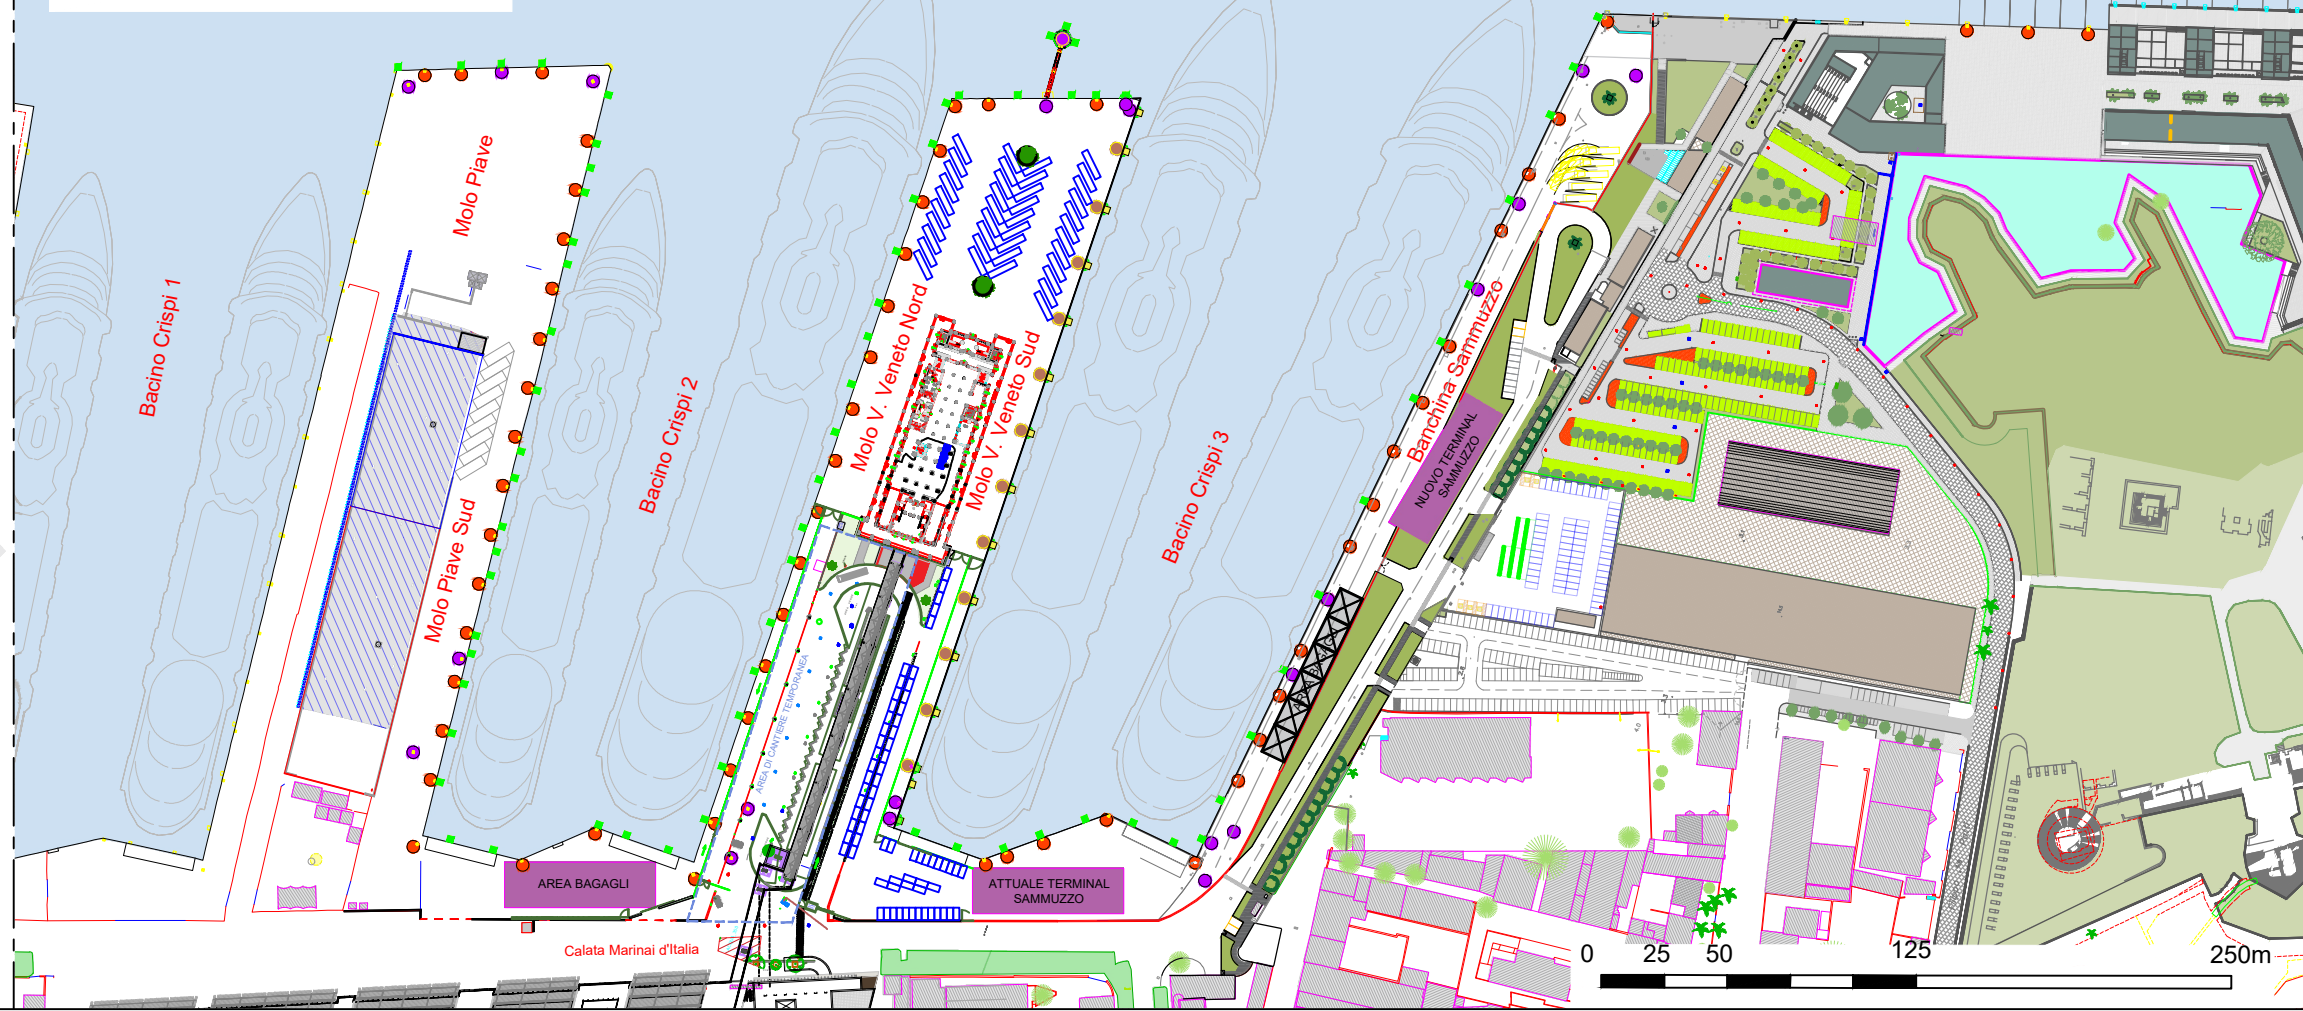 Molo Piave
Bacino Crispi 1
Molo Piave Sud
Bacino Crispi 2
Molo V. Veneto Nord
Molo V. Veneto Sud
Bacino Crispi 3
Banchina Sammuzzo
NUOVO TERMINAL
SAMMUZZO
AREA DI CANTIERE TEMPORANEA
AREA BAGAGLI
ATTUALE TERMINAL
SAMMUZZO
Calata Marinai d'Italia
0 25 50 125 250m